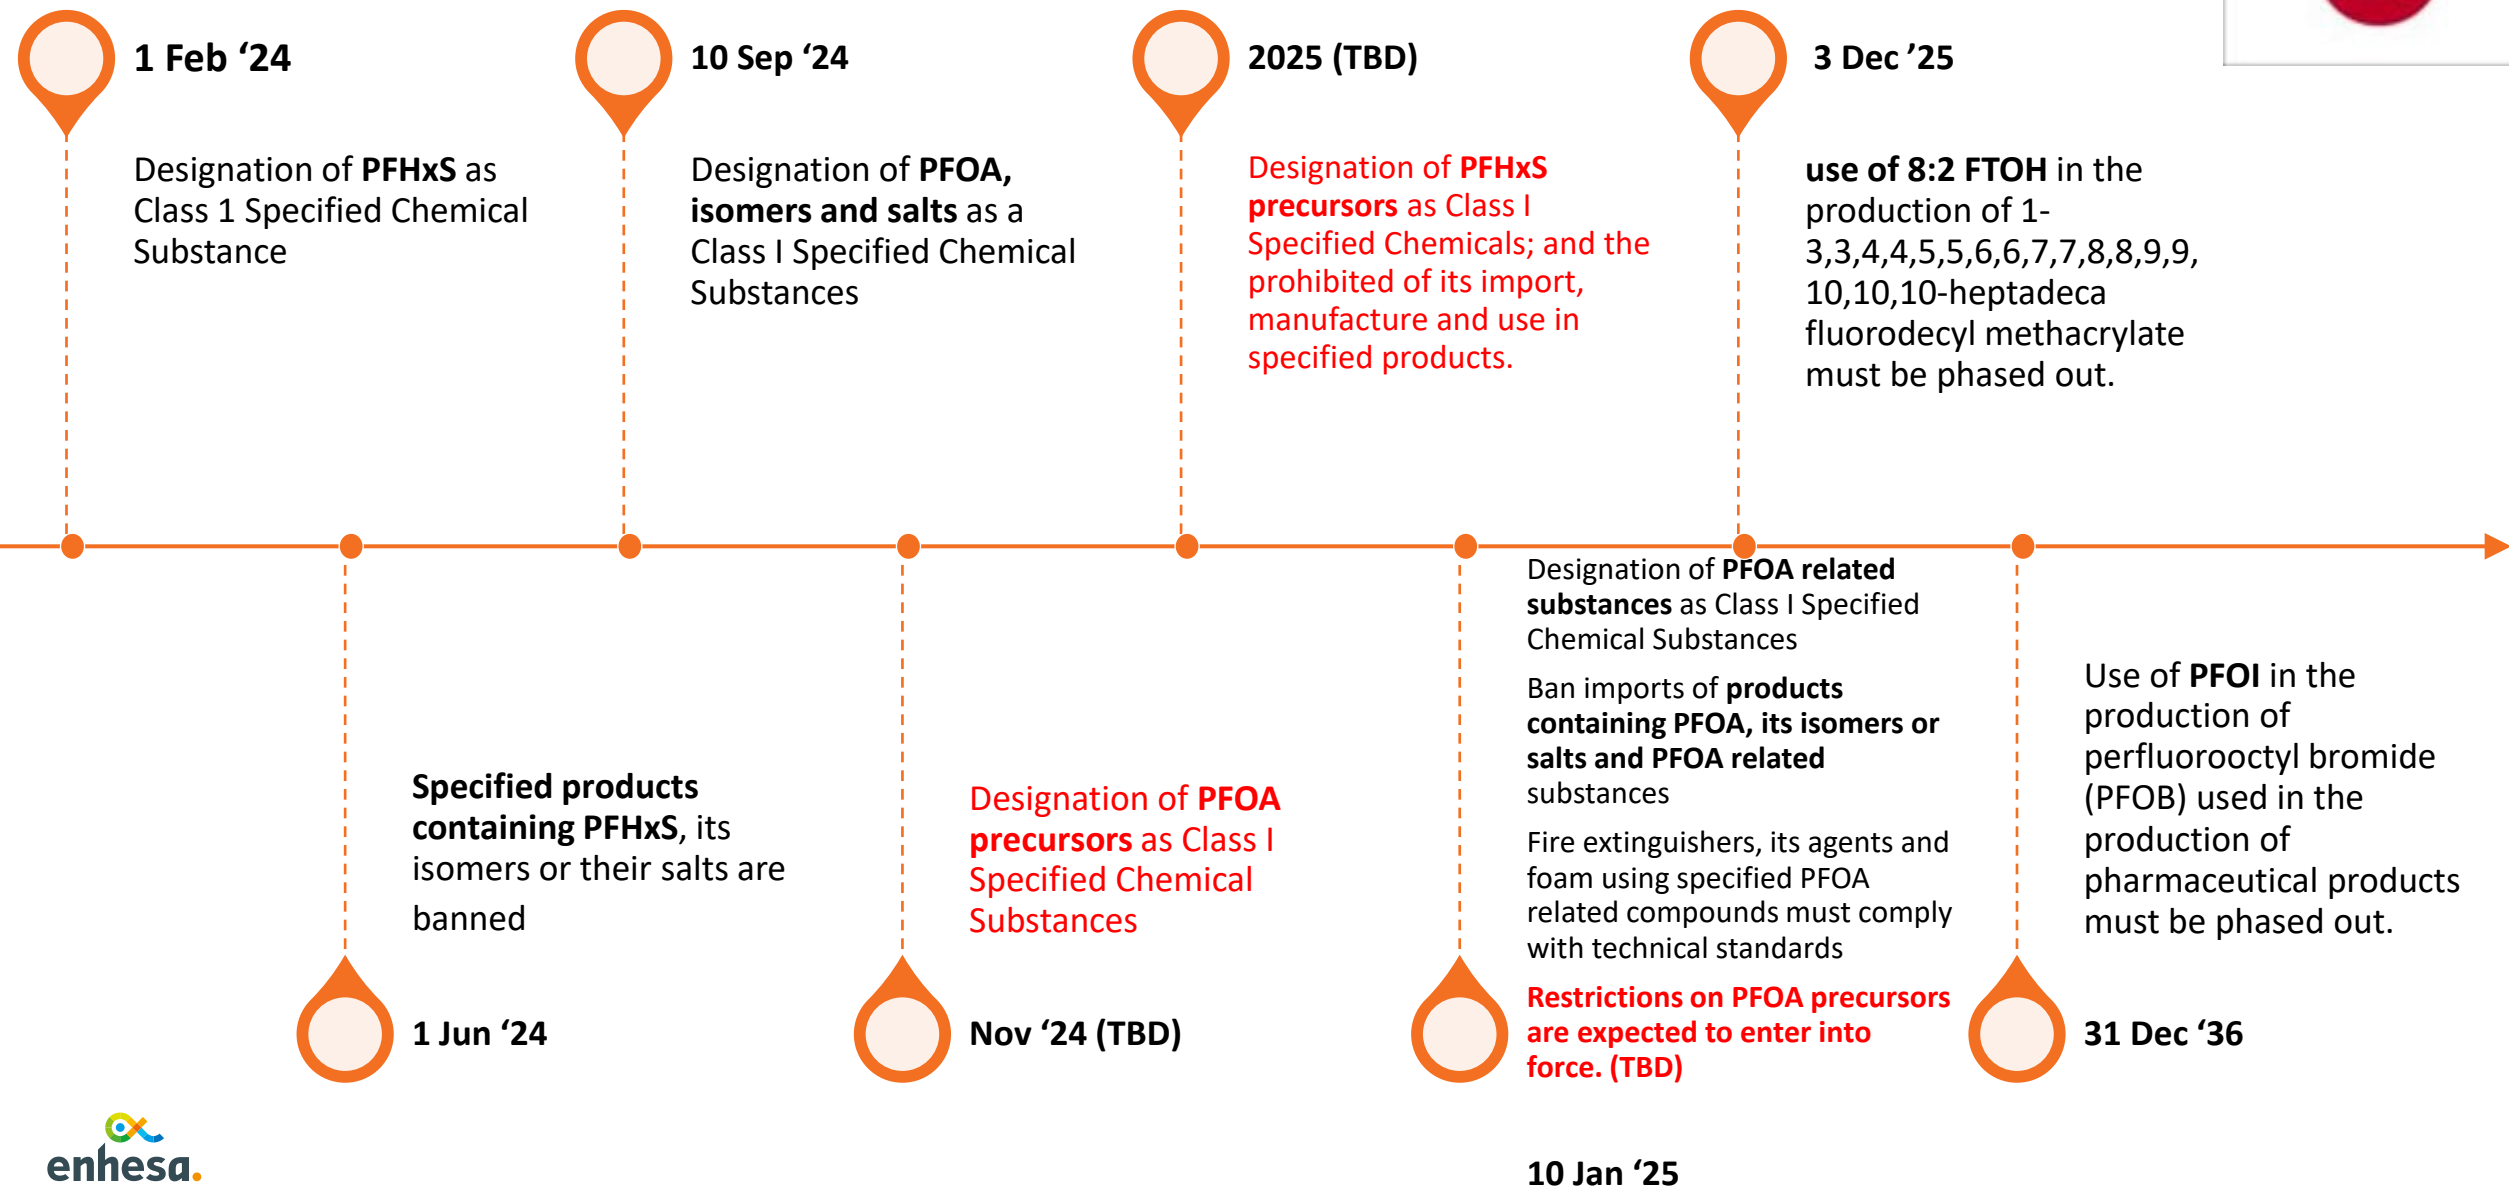 1 Feb ‘24
Designation of PFHxS as
Class 1 Specified Chemical
Substance
10 Sep ‘24
Designation of PFOA,
isomers and salts as a
Class I Specified Chemical
Substances
2025 (TBD)
Designation of PFHxS
precursors as Class I
Specified Chemicals; and the
prohibited of its import,
manufacture and use in
specified products.
3 Dec ’25
use of 8:2 FTOH in the
production of 1-
3,3,4,4,5,5,6,6,7,7,8,8,9,9,
10,10,10-heptadeca
fluorodecyl methacrylate
must be phased out.
Specified products
containing PFHxS, its
isomers or their salts are
banned
1 Jun ‘24
Designation of PFOA
precursors as Class I
Specified Chemical
Substances
Nov ‘24 (TBD)
Designation of PFOA related
substances as Class I Specified
Chemical Substances
Ban imports of products
containing PFOA, its isomers or
salts and PFOA related
substances
Fire extinguishers, its agents and
foam using specified PFOA
related compounds must comply
with technical standards
Restrictions on PFOA precursors
are expected to enter into
force. (TBD)
10 Jan ‘25
Use of PFOI in the
production of
perfluorooctyl bromide
(PFOB) used in the
production of
pharmaceutical products
must be phased out.
31 Dec ‘36
enhesa.